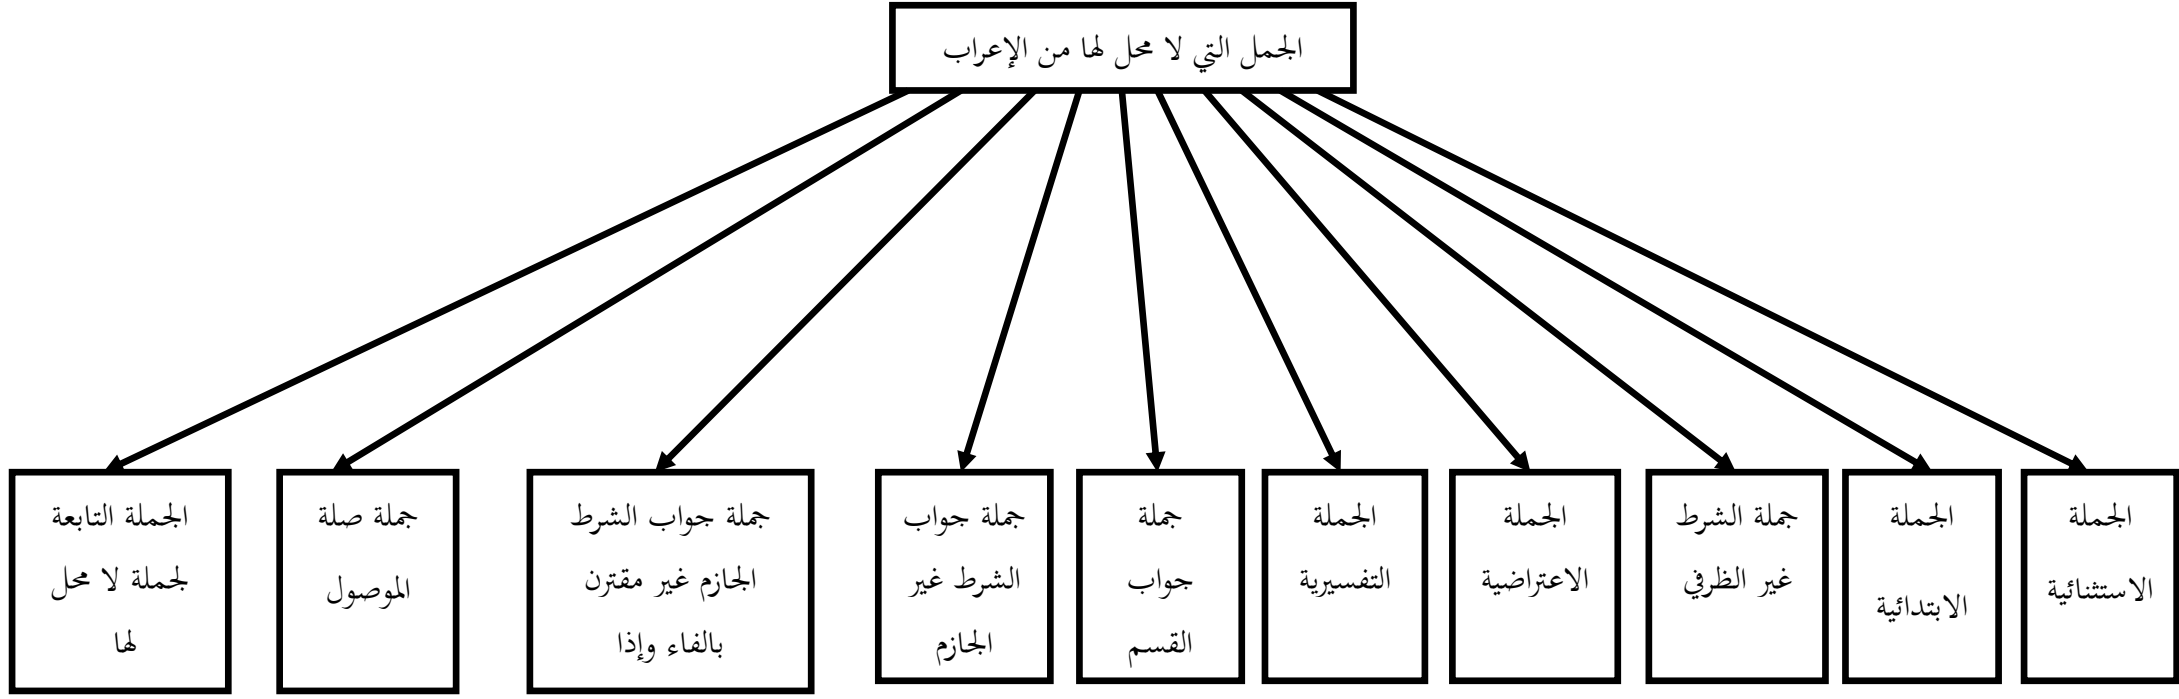 الجمل التي لا محل لها من الإعراب
الجملة
الاستثنائية
الجملة
الابتدائية
جملة الشرط
غير الظرفي
الجملة
الاعتراضية
الجملة
التفسيرية
جملة
جواب
القسم
جملة جواب
الشرط غير
الجازم
جملة جواب الشرط
الجازم غير مقترن
بالفاء وإذا
جملة صلة
الموصول
الجملة التابعة
لجملة لا محل
لها